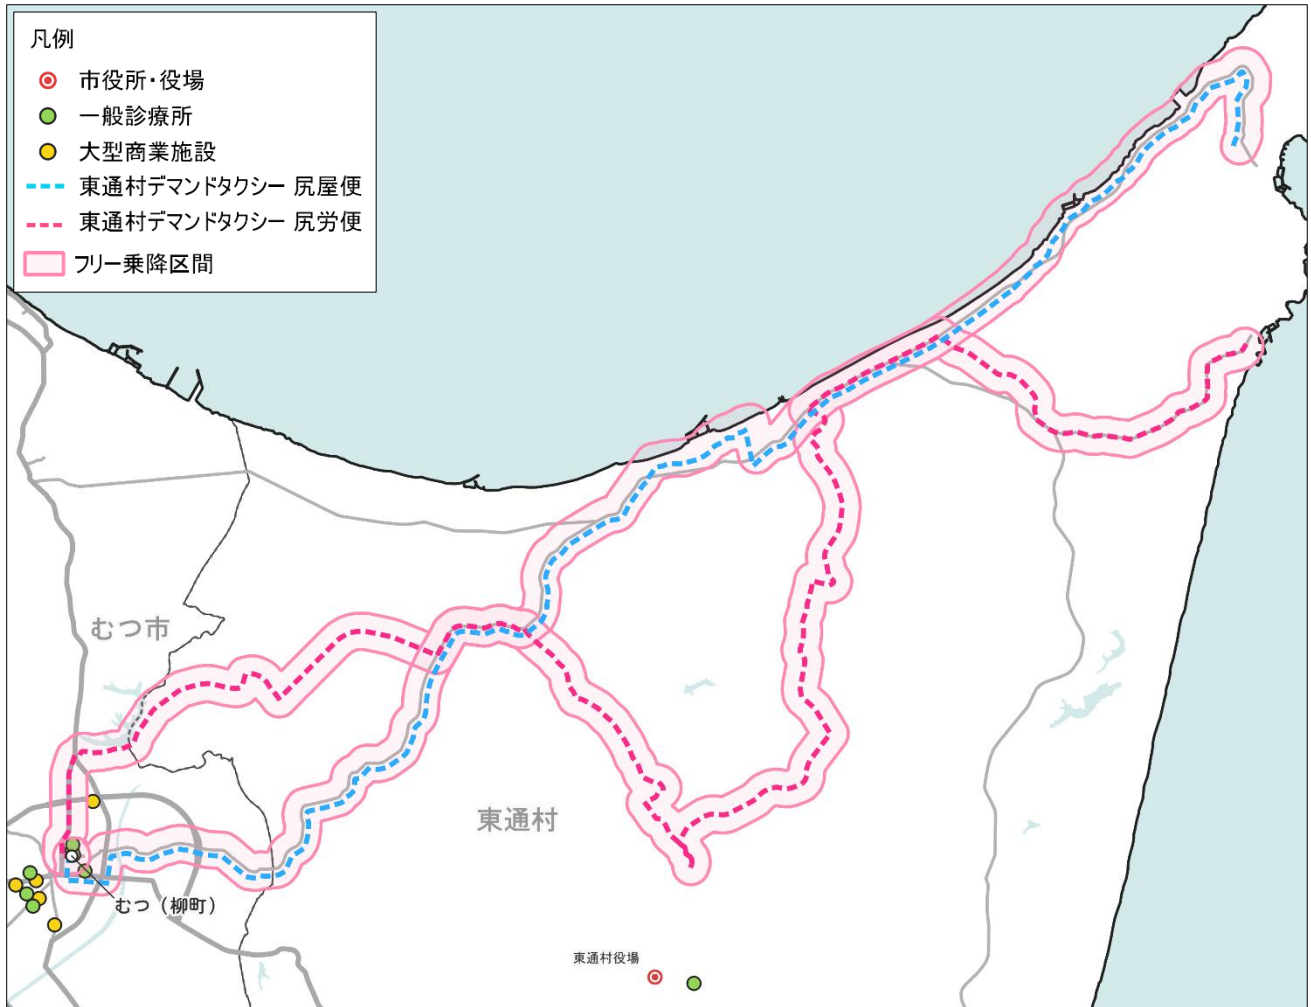 凡例
市役所・役場
一般診療所
大型商業施設
東通村デマンドタクシー 尻屋便
東通村デマンドタクシー 尻労便
フリー乗降区間
むつ市
東通村
むつ（柳町）
東通村役場